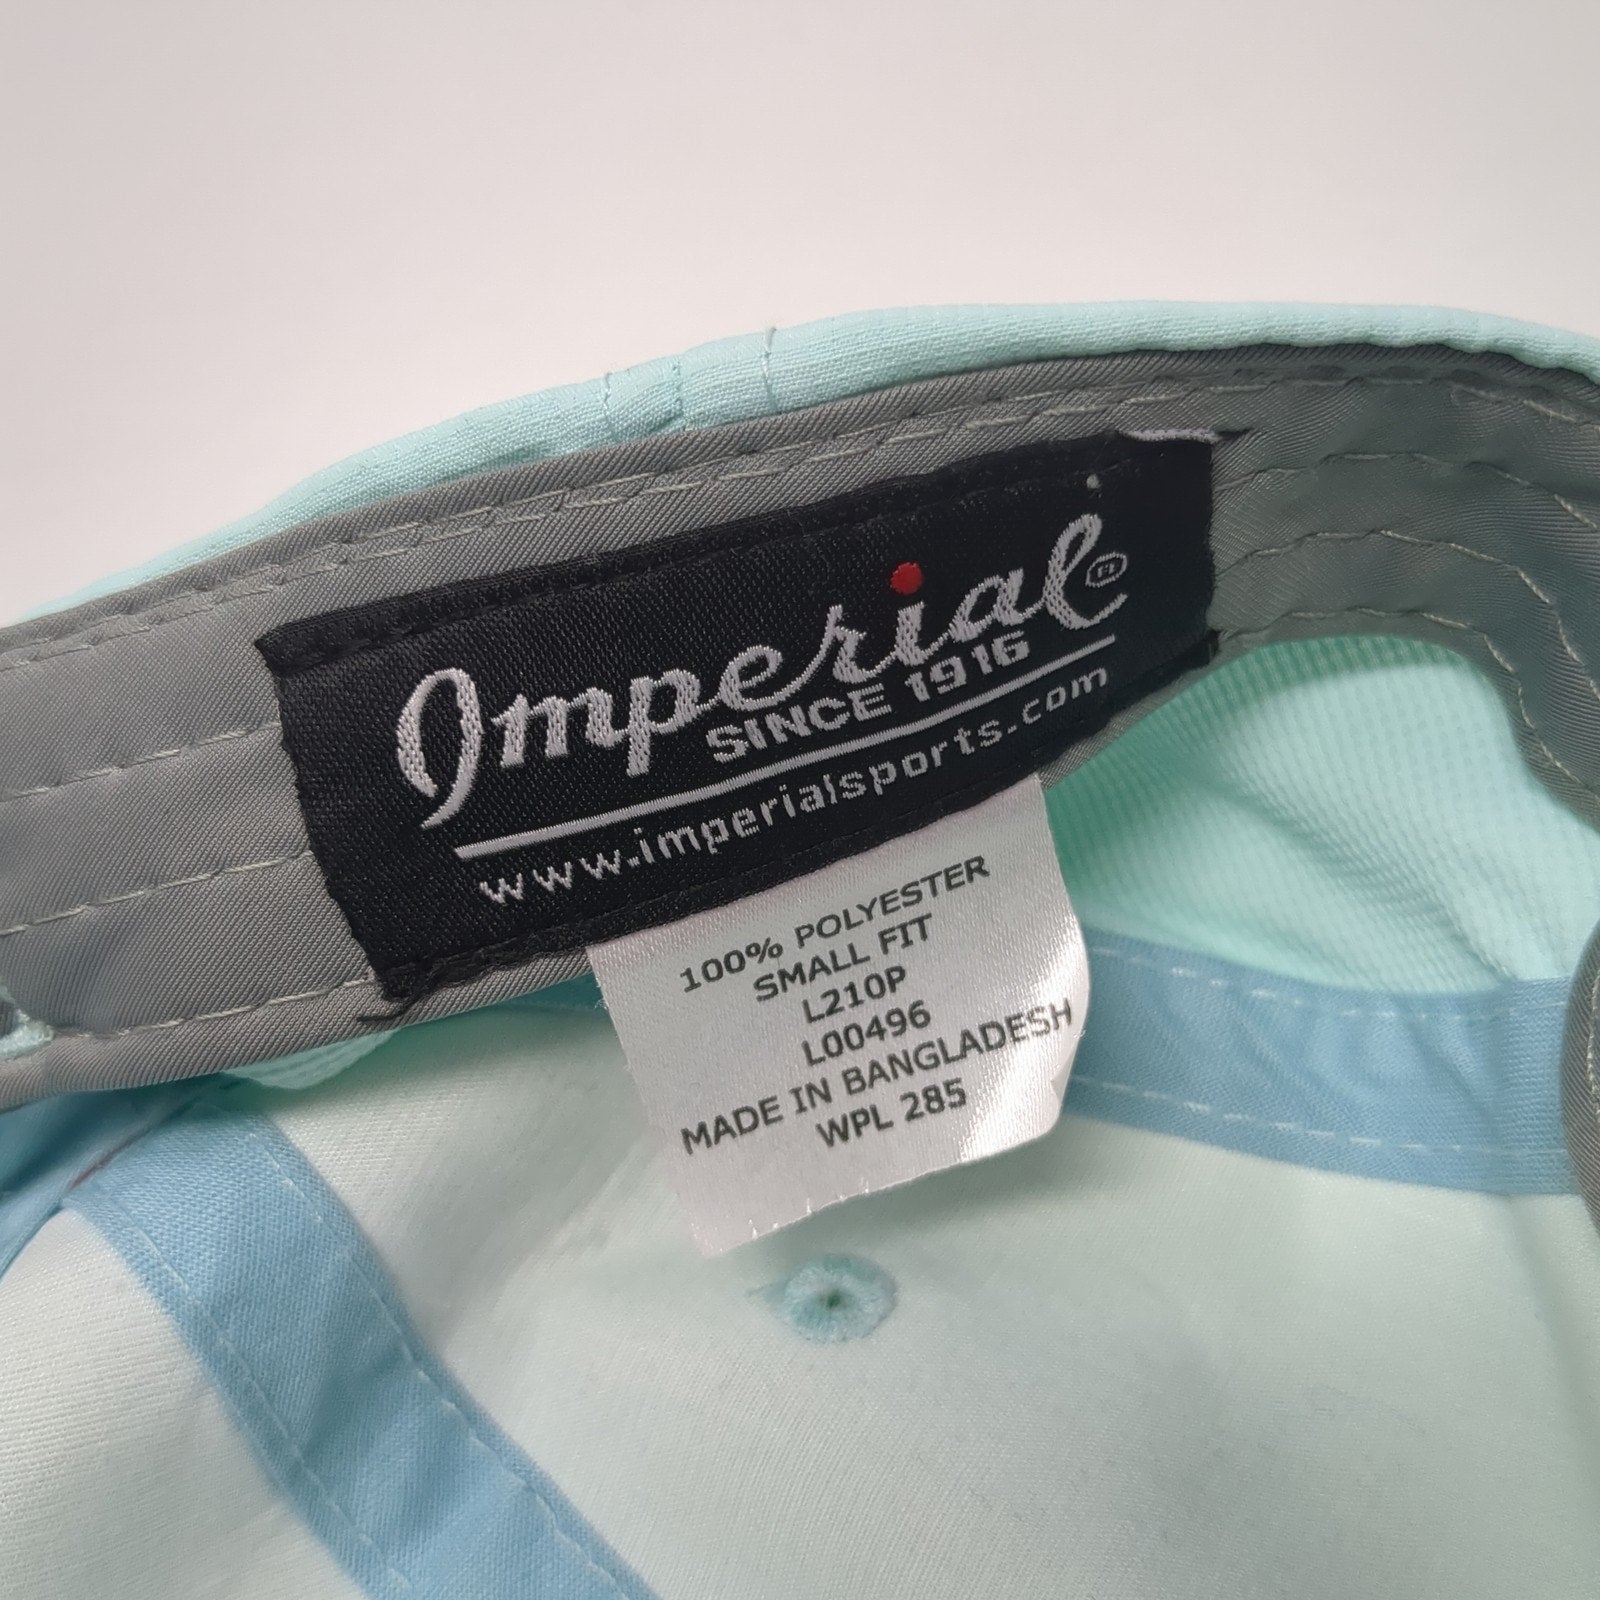 Imperial®
SINCE 1916
www.imperialsports.com
100% POLYESTER
SMALL FIT
L210P
L00496
MADE IN BANGLADESH
WPL 285